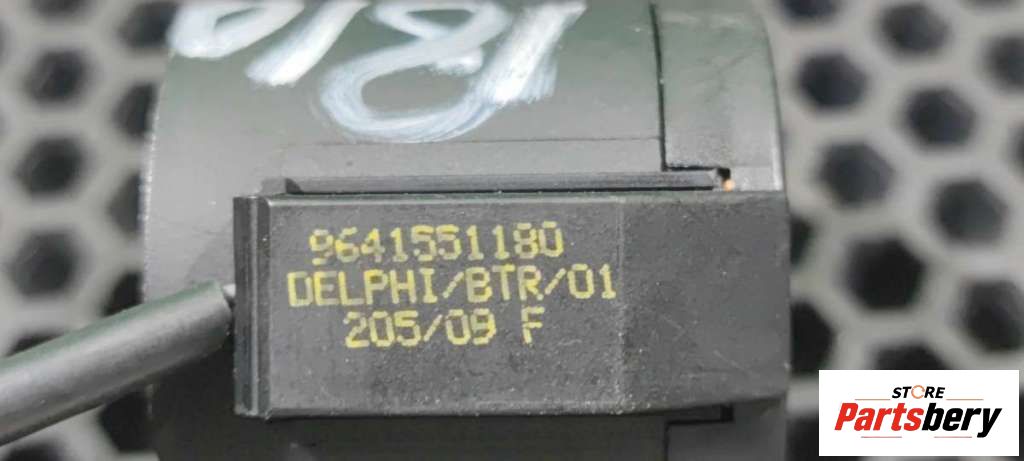 9641551180
DELPHI/BTR/01
205/09 F
STORE
Partsbery